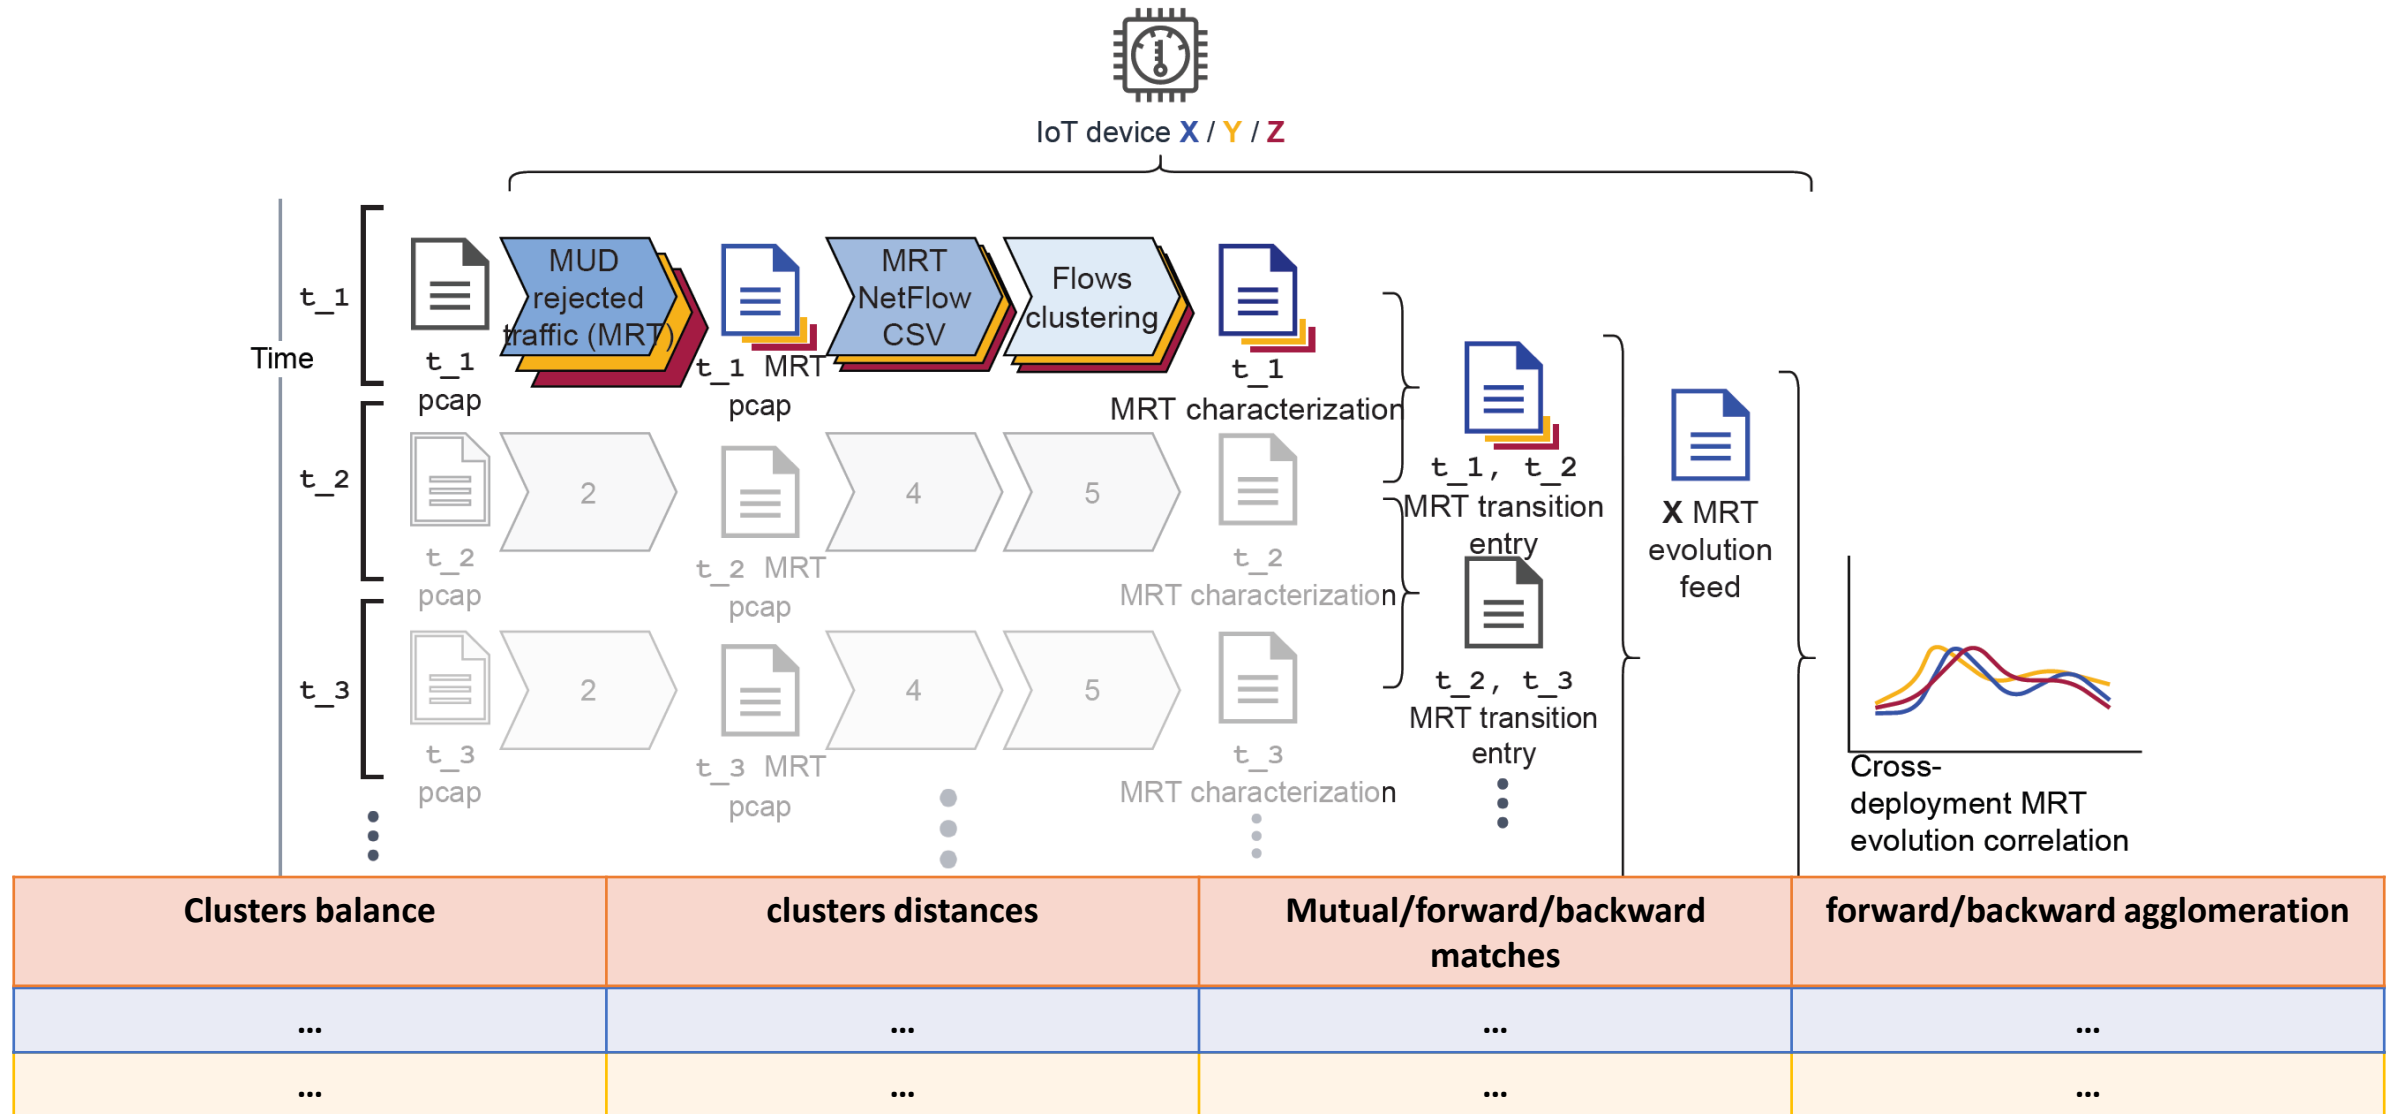 IoT device X / Y / Z
Time
t_1
t_1
pcap
MUD
rejected
traffic (MRT)
t_1 MRT
pcap
MRT
NetFlow
CSV
Flows
clustering
t_1
MRT characterization
t_2
t_2
pcap
2
t_2 MRT
pcap
4
5
t_2
MRT characterization
t_3
t_3
pcap
2
t_3 MRT
pcap
4
5
t_3
MRT characterization
t_1, t_2
MRT transition
entry
t_2, t_3
MRT transition
entry
X MRT
evolution
feed
Cross-
deployment MRT
evolution correlation
Clusters balance
clusters distances
Mutual/forward/backward
matches
forward/backward agglomeration
...
...
...
...
...
...
...
...